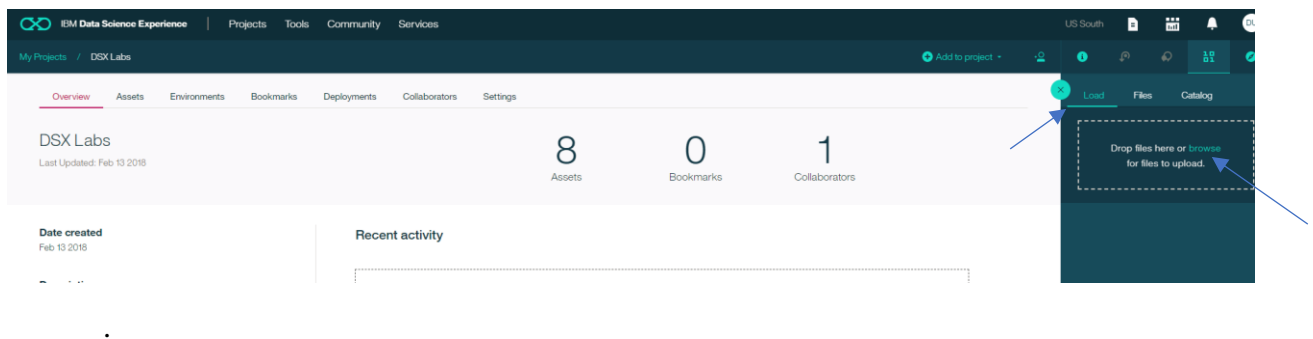 IBM Data Science Experience | Projects Tools Community Services US South
My Projects / DSX Labs Add to project
Overview Assets Environments Bookmarks Deployments Collaborators Settings
Load Files Catalog
DSX Labs
Last Updated: Feb 13 2018
8 0 1
Assets Bookmarks Collaborators
Drop files here or browse
for files to upload.
Date created
Feb 13 2018
Recent activity
.